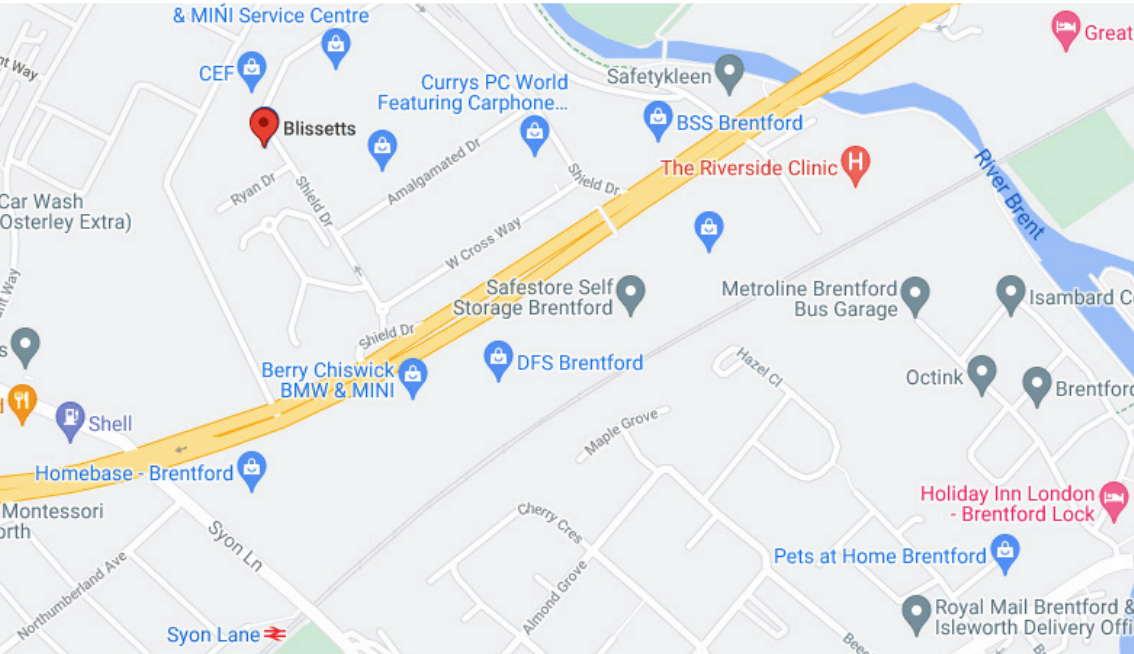 & MINI Service Centre
CEF
Blissetts
Currys PC World
Featuring Carphone...
Safetykleen
BSS Brentford
The Riverside Clinic
H
Great
River Brent
Car Wash
(Osterley Extra)
Ryan Dr
Shield Dr
Amalgamated Dr
Shield Dr
W Cross Way
Shield Dr
Safestore Self
Storage Brentford
Metroline Brentford
Bus Garage
Isambard C
Berry Chiswick
BMW & MINI
DFS Brentford
Hazel Cl
Octink
Brentford
Shell
Maple Grove
Homebase - Brentford
Montessori
Syon Ln
Cherry Cres
Holiday Inn London
- Brentford Lock
Pets at Home Brentford
Northumberland Ave
Almond Grove
Syon Lane
Royal Mail Brentford &
Isleworth Delivery Offi